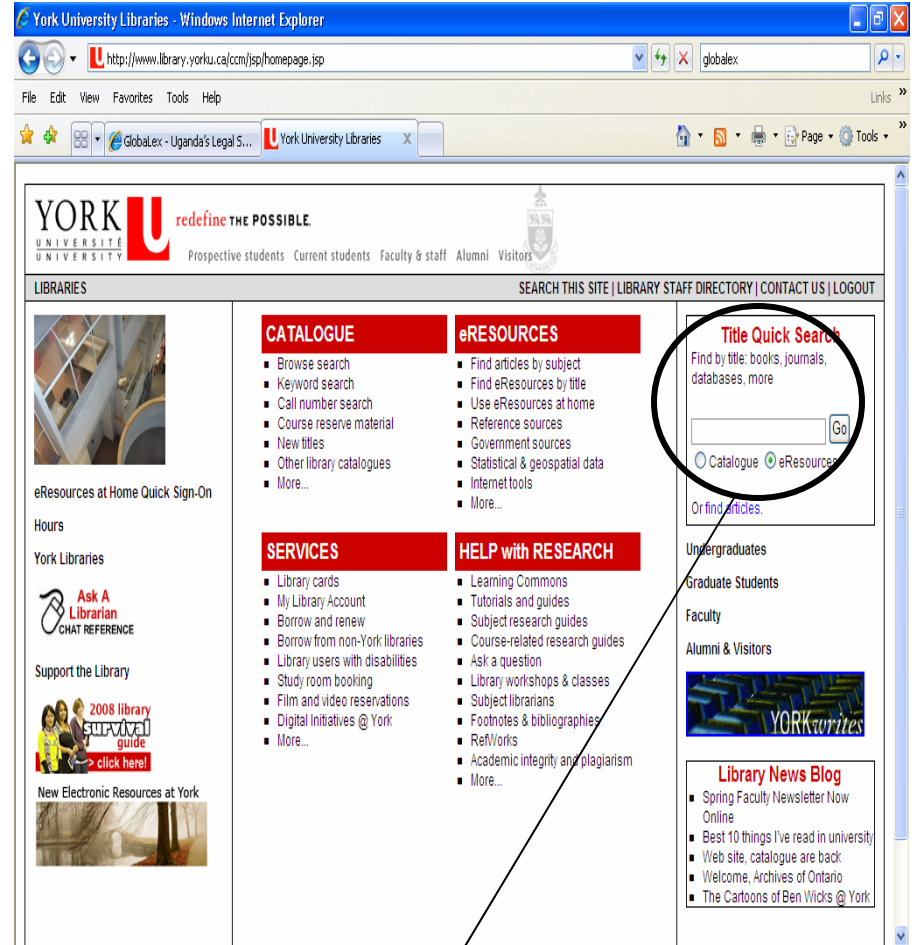 York University Libraries - Windows Internet Explorer
http://www.library.yorku.ca/ccm/jsp/homepage.jsp
globalex
File Edit View Favorites Tools Help
Links »
GlobaLex - Uganda's Legal S...
York University Libraries X
Page Tools »
YORK U
UNIVERSITÉ
UNIVERSITY
redefine THE POSSIBLE.
Prospective students Current students Faculty & staff Alumni Visitors
LIBRARIES
SEARCH THIS SITE | LIBRARY STAFF DIRECTORY | CONTACT US | LOGOUT
eResources at Home Quick Sign-On
Hours
York Libraries
Ask A
Librarian
CHAT REFERENCE
Support the Library
2008 library
survival
guide
> click here!
New Electronic Resources at York
CATALOGUE
Browse search
Keyword search
Call number search
Course reserve material
New titles
Other library catalogues
More...
eRESOURCES
Find articles by subject
Find eResources by title
Use eResources at home
Reference sources
Government sources
Statistical & geospatial data
Internet tools
More...
SERVICES
Library cards
My Library Account
Borrow and renew
Borrow from non-York libraries
Library users with disabilities
Study room booking
Film and video reservations
Digital Initiatives @ York
More...
HELP with RESEARCH
Learning Commons
Tutorials and guides
Subject research guides
Course-related research guides
Ask a question
Library workshops & classes
Subject librarians
Footnotes & bibliographies
RefWorks
Academic integrity and plagiarism
More...
Title Quick Search
Find by title: books, journals,
databases, more
Go
Catalogue eResources
Or find articles.
Undergraduates
Graduate Students
Faculty
Alumni & Visitors
YORKwrites
Library News Blog
Spring Faculty Newsletter Now
Online
Best 10 things I've read in university
Web site, catalogue are back
Welcome, Archives of Ontario
The Cartoons of Ben Wicks @ York